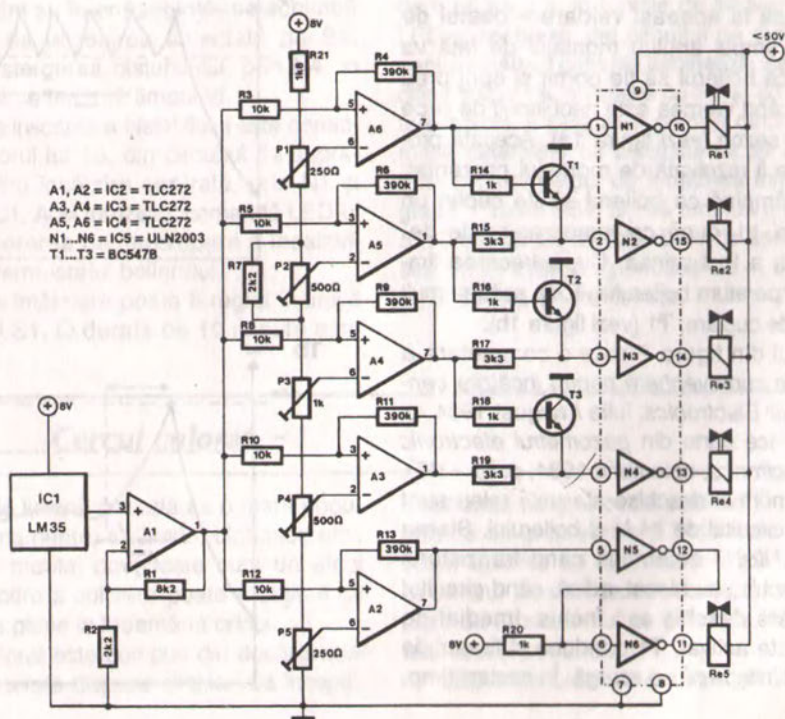 8V
R21
1k8
<50V
R4
390k
9
R3
10k
5
6
A6
7
1
N1
16
Re1
P1
250Ω
R6
390k
R14
1k
T1
A1, A2 = IC2 = TLC272
A3, A4 = IC3 = TLC272
A5, A6 = IC4 = TLC272
N1...N6 = IC5 = ULN2003
T1...T3 = BC547B
R5
10k
3
2
A5
1
R15
3k3
2
N2
15
Re2
2k2
P2
500Ω
R9
390k
R16
1k
T2
R8
10k
5
6
A4
7
R17
3k3
3
N3
14
Re3
P3
1k
R11
390k
R18
1k
T3
R10
10k
3
2
A3
1
R19
3k3
4
N4
13
Re4
8V
IC1
LM35
3
2
A1
1
P4
500Ω
R13
390k
5
N5
12
R1
8k2
R12
10k
5
6
A2
7
R2
2k2
P5
250Ω
R20
1k
6
N6
11
Re5
7
8